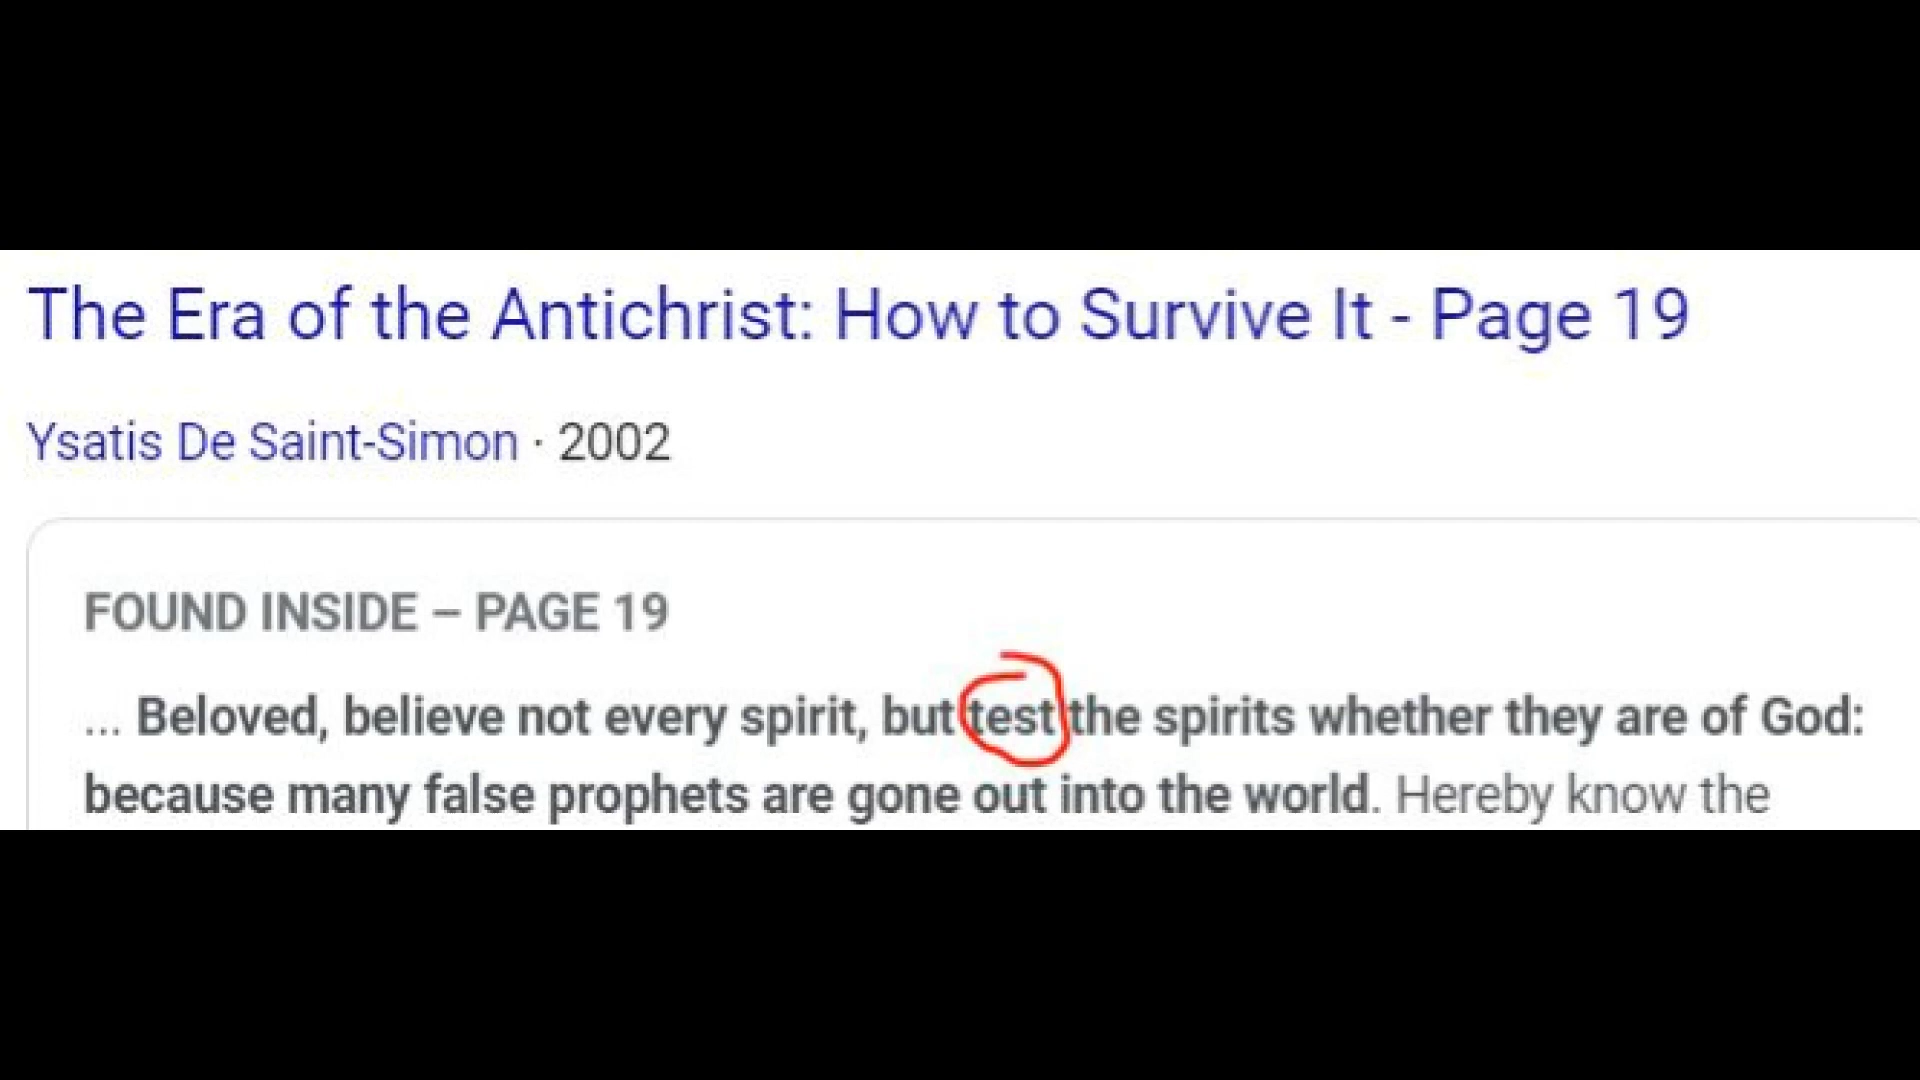 The Era of the Antichrist: How to Survive It - Page 19
Ysatis De Saint-Simon · 2002
FOUND INSIDE – PAGE 19
... Beloved, believe not every spirit, but test the spirits whether they are of God:
because many false prophets are gone out into the world. Hereby know the